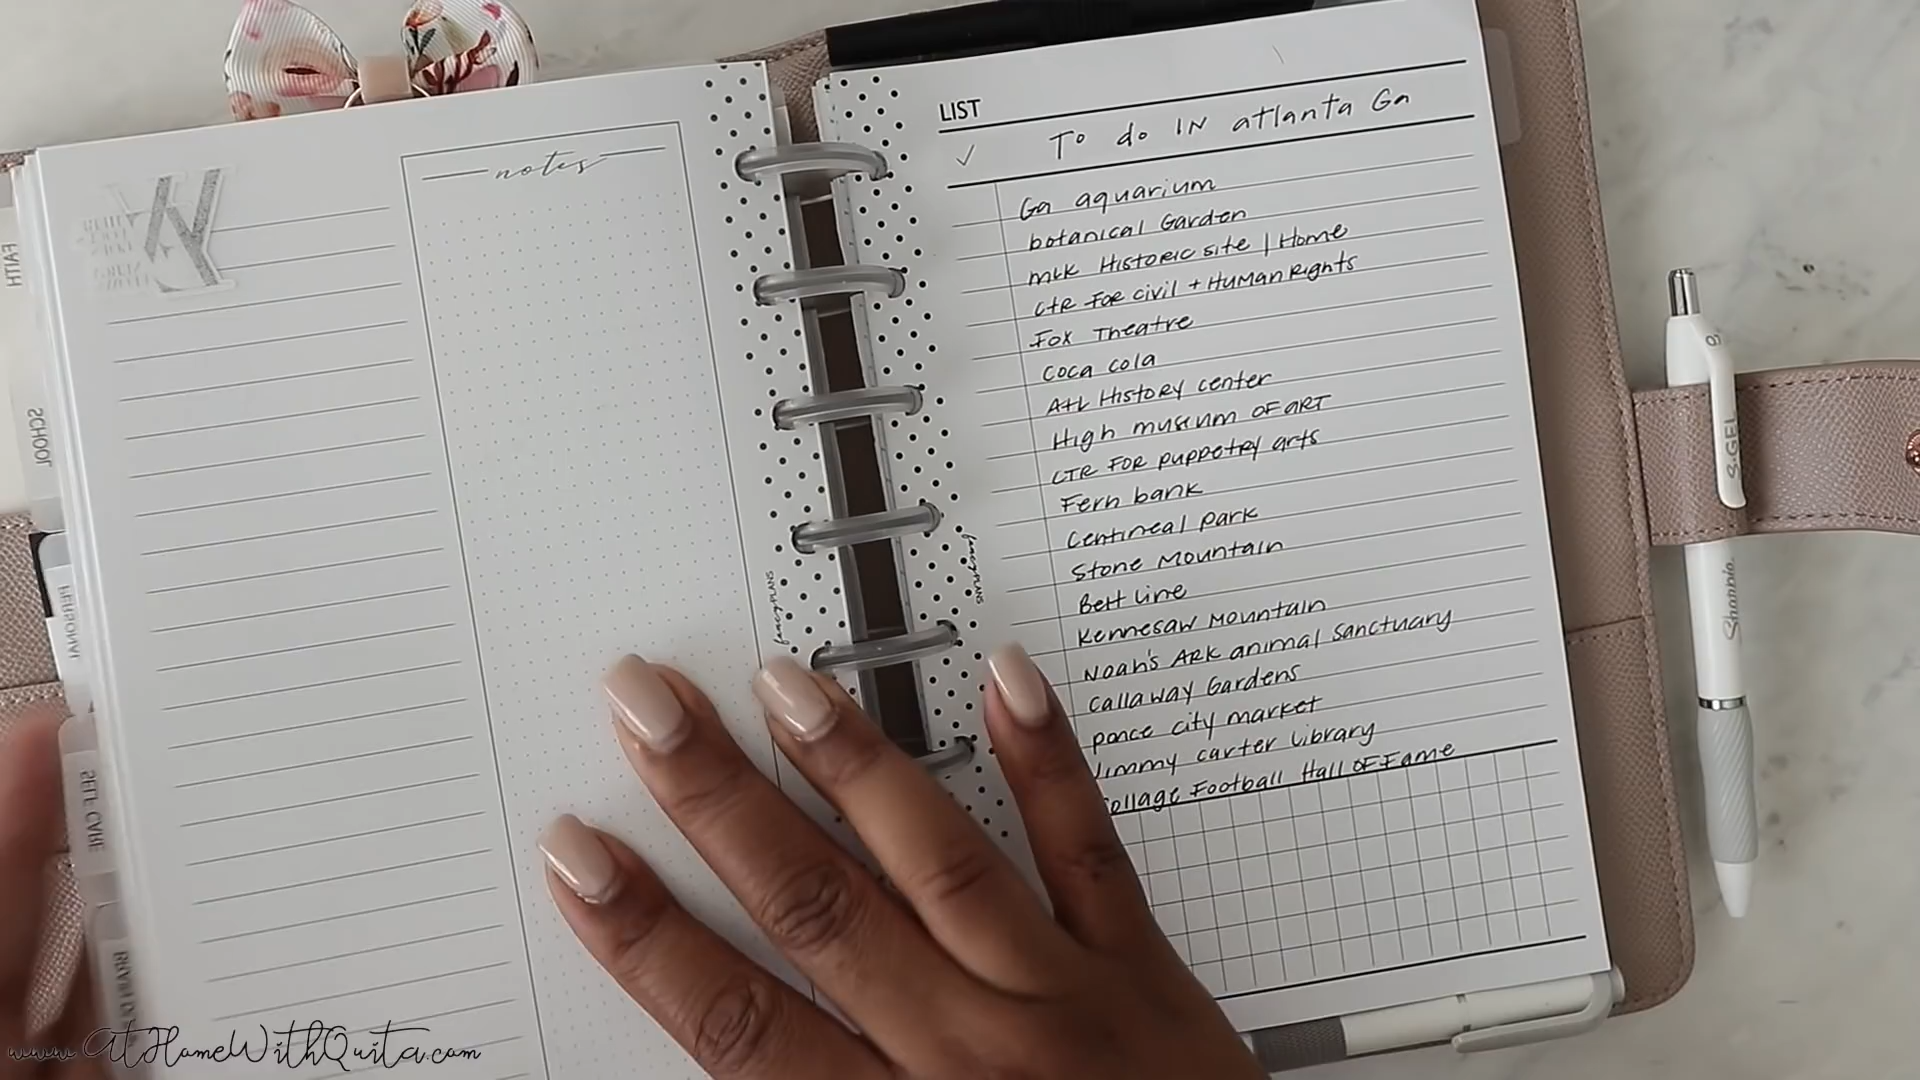 notes
FAITH
SCHOOL
PERSONAL
SELF CARE
fancyPLANS
LIST
✓ To do IN atlanta Ga
Ga aquarium
botanical Garden
mlk Historic site | Home
ctr For civil + Human Rights
Fox Theatre
coca cola
Atl History center
High museum of ART
CTR FOR puppetry arts
Fern bank
Centineal park
Stone Mountain
Belt Line
Kennesaw Mountain
Noah's ARK animal sanctuary
Callaway Gardens
ponce city market
Jimmy carter Library
Collage Football Hall OF Fame
fancyPLANS
S.GEL
Sharpie
www.AtHomeWithQuita.com